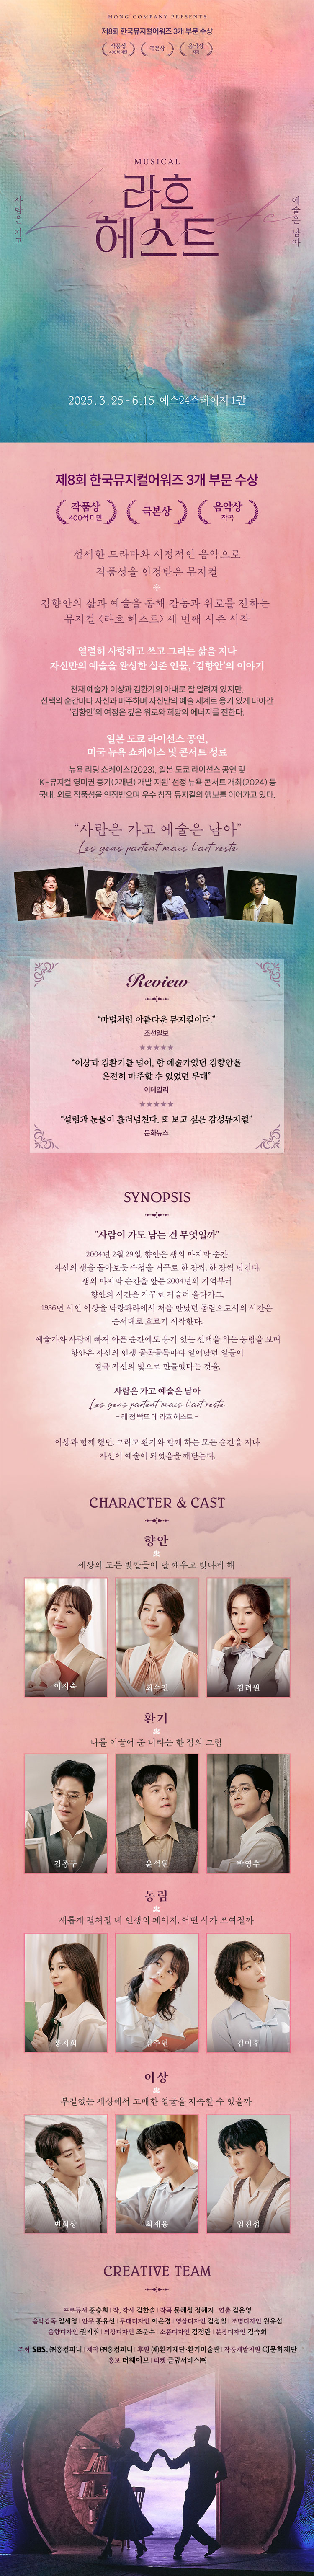 HONG COMPANY PRESENTS
제8회 한국뮤지컬어워즈 3개 부문 수상
작품상 극본상 음악상
400석 미만 작곡
MUSICAL
라흐
헤스트
사람은 가고
예술은 남아
2025. 3. 25 - 6. 15 예스24스테이지 1관
제8회 한국뮤지컬어워즈 3개 부문 수상
작품상 극본상 음악상
400석 미만 작곡
섬세한 드라마와 서정적인 음악으로
작품성을 인정받은 뮤지컬
김향안의 삶과 예술을 통해 감동과 위로를 전하는
뮤지컬 <라흐 헤스트> 세 번째 시즌 시작
열렬히 사랑하고 쓰고 그리는 삶을 지나
자신만의 예술을 완성한 실존 인물, '김향안'의 이야기
천재 예술가 이상과 김환기의 아내로 잘 알려져 있지만,
선택의 순간마다 자신과 마주하며 자신만의 예술 세계로 용기 있게 나아간
'김향안'의 여정은 깊은 위로와 희망의 에너지를 전한다.
일본 도쿄 라이선스 공연,
미국 뉴욕 쇼케이스 및 콘서트 성료
뉴욕 리딩 쇼케이스(2023), 일본 도쿄 라이선스 공연 및
'K-뮤지컬 영미권 중기(2개년) 개발 지원' 선정 뉴욕 콘서트 개최(2024) 등
국내, 외로 작품성을 인정받으며 우수 창작 뮤지컬의 행보를 이어가고 있다.
"사람은 가고 예술은 남아"
Les gens partent mais l'art reste
Review
"마법처럼 아름다운 뮤지컬이다."
조선일보
★★★★★
"이상과 김환기를 넘어, 한 예술가였던 김향안을
온전히 마주할 수 있었던 무대"
이데일리
★★★★★
"설렘과 눈물이 흘러넘친다. 또 보고 싶은 감성뮤지컬"
문화뉴스
SYNOPSIS
"사람이 가도 남는 건 무엇일까"
2004년 2월 29일, 향안은 생의 마지막 순간
자신의 생을 돌아보듯 수첩을 거꾸로 한 장씩, 한 장씩 넘긴다.
생의 마지막 순간을 앞둔 2004년의 기억부터
향안의 시간은 거꾸로 거슬러 올라가고,
1936년 시인 이상을 낙랑파라에서 처음 만났던 동림으로서의 시간은
순서대로 흐르기 시작한다.
예술가와 사랑에 빠져 아픈 순간에도 용기 있는 선택을 하는 동림을 보며
향안은 자신의 인생 골목골목마다 일어났던 일들이
결국 자신의 빛으로 만들었다는 것을,
사람은 가고 예술은 남아
Les gens partent mais l'art reste
- 레 정 빡뜨 메 라흐 헤스트 -
이상과 함께 했던, 그리고 환기와 함께 하는 모든 순간을 지나
자신이 예술이 되었음을 깨닫는다.
CHARACTER & CAST
향안
세상의 모든 빛깔들이 날 깨우고 빛나게 해
이지숙 최수진 김려원
환기
나를 이끌어 준 너라는 한 점의 그림
김종구 윤석원 박영수
동림
새롭게 펼쳐질 내 인생의 페이지, 어떤 시가 쓰여질까
홍지희 김주연 김이후
이상
부질없는 세상에서 고매한 얼굴을 지속할 수 있을까
변희상 최재웅 임진섭
CREATIVE TEAM
프로듀서 홍승희 | 작, 작사 김한솔 | 작곡 문혜성 정혜지 | 연출 김은영
음악감독 임세영 | 안무 홍유선 | 무대디자인 이은경 | 영상디자인 김성철 | 조명디자인 원유섭
음향디자인 권지휘 | 의상디자인 조문수 | 소품디자인 김정란 | 분장디자인 김숙희
주최 SBS, ㈜홍컴퍼니 | 제작 ㈜홍컴퍼니 | 후원 (재)환기재단·환기미술관 | 작품개발지원 CJ문화재단
홍보 더웨이브 | 티켓 클립서비스㈜